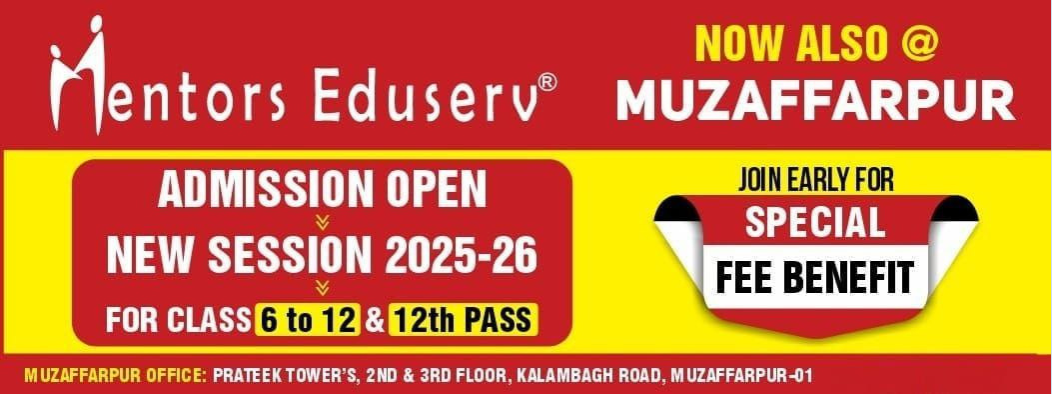 Mentors Eduserv®
NOW ALSO @
MUZAFFARPUR
ADMISSION OPEN
NEW SESSION 2025-26
FOR CLASS 6 to 12 & 12th PASS
JOIN EARLY FOR
SPECIAL
FEE BENEFIT
MUZAFFARPUR OFFICE: PRATEEK TOWER'S, 2ND & 3RD FLOOR, KALAMBAGH ROAD, MUZAFFARPUR-01